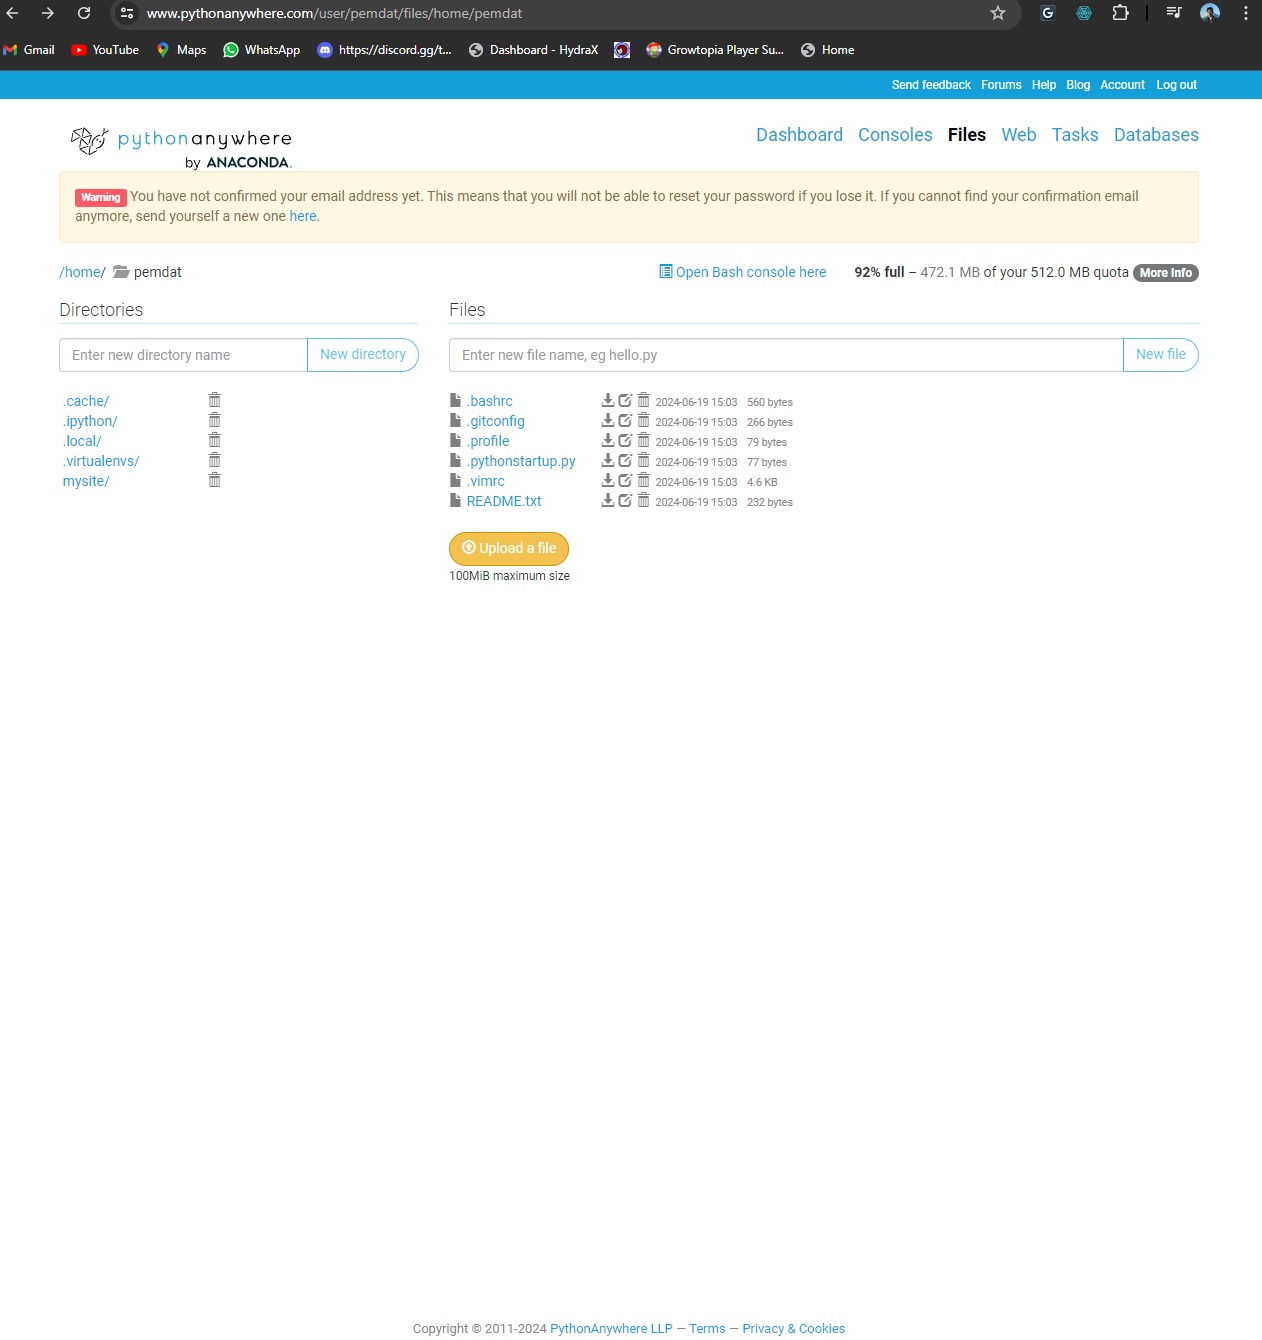 www.pythonanywhere.com/user/pemdat/files/home/pemdat
Gmail YouTube Maps WhatsApp https://discord.gg/t... Dashboard - HydraX Growtopia Player Su... Home
Send feedback Forums Help Blog Account Log out
pythonanywhere
by ANACONDA.
Dashboard Consoles Files Web Tasks Databases
Warning You have not confirmed your email address yet. This means that you will not be able to reset your password if you lose it. If you cannot find your confirmation email
anymore, send yourself a new one here.
/home/ pemdat Open Bash console here 92% full – 472.1 MB of your 512.0 MB quota More Info
Directories
Enter new directory name New directory
.cache/
.ipython/
.local/
.virtualenvs/
mysite/
Files
Enter new file name, eg hello.py New file
.bashrc 2024-06-19 15:03 560 bytes
.gitconfig 2024-06-19 15:03 266 bytes
.profile 2024-06-19 15:03 79 bytes
.pythonstartup.py 2024-06-19 15:03 77 bytes
.vimrc 2024-06-19 15:03 4.6 KB
README.txt 2024-06-19 15:03 232 bytes
Upload a file
100MiB maximum size
Copyright © 2011-2024 PythonAnywhere LLP — Terms — Privacy & Cookies